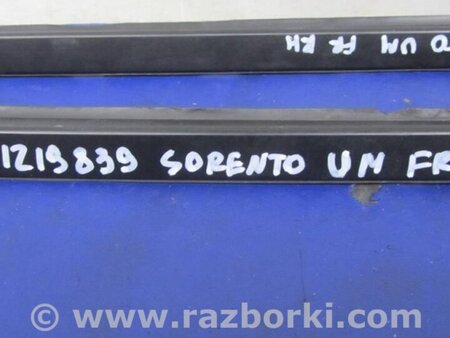 O UM FR RH
1219839 SORENTO UM FR
© www.razborki.com